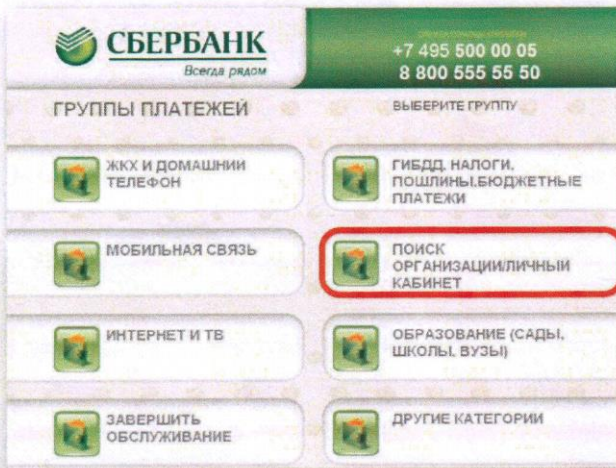 СБЕРБАНК
Всегда рядом
+7 495 500 00 05
8 800 555 55 50
ГРУППЫ ПЛАТЕЖЕЙ
ВЫБЕРИТЕ ГРУППУ
ЖКХ И ДОМАШНИИ
ТЕЛЕФОН
ГИБДД, НАЛОГИ,
ПОШЛИНЫ,БЮДЖЕТНЫЕ
ПЛАТЕЖИ
МОБИЛЬНАЯ СВЯЗЬ
ПОИСК
ОРГАНИЗАЦИИ/ЛИЧНЫЙ
КАБИНЕТ
ИНТЕРНЕТ И ТВ
ОБРАЗОВАНИЕ (САДЫ,
ШКОЛЫ, ВУЗЫ)
ЗАВЕРШИТЬ
ОБСЛУЖИВАНИЕ
ДРУГИЕ КАТЕГОРИИ